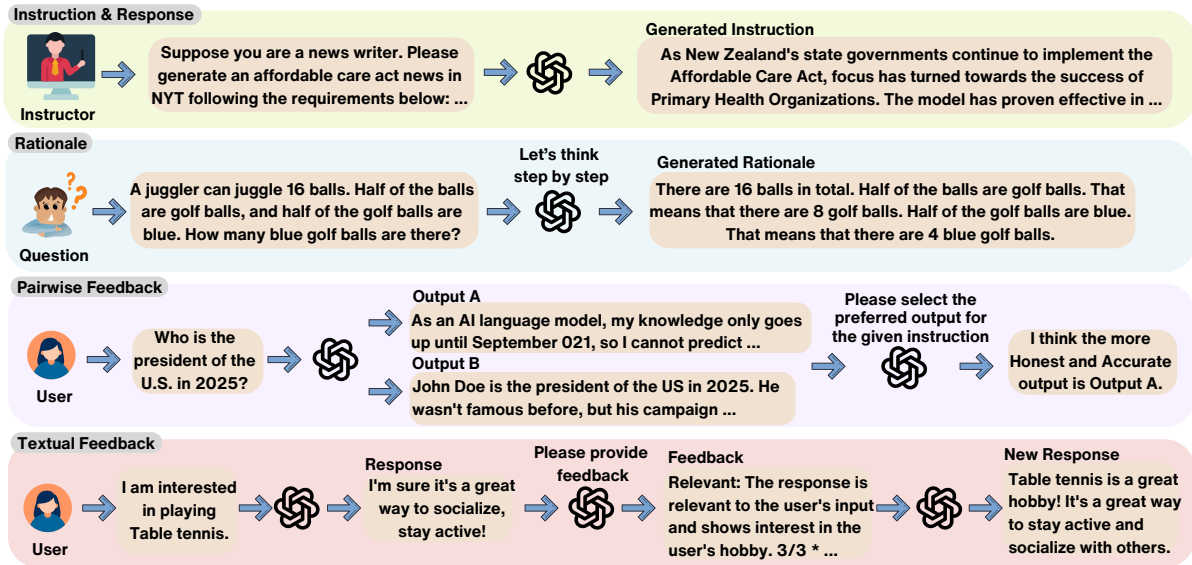 Instruction & Response
Instructor
Suppose you are a news writer. Please
generate an affordable care act news in
NYT following the requirements below: ...
Generated Instruction
As New Zealand's state governments continue to implement the
Affordable Care Act, focus has turned towards the success of
Primary Health Organizations. The model has proven effective in ...
Rationale
Question
A juggler can juggle 16 balls. Half of the balls
are golf balls, and half of the golf balls are
blue. How many blue golf balls are there?
Let's think
step by step
Generated Rationale
There are 16 balls in total. Half of the balls are golf balls. That
means that there are 8 golf balls. Half of the golf balls are blue.
That means that there are 4 blue golf balls.
Pairwise Feedback
User
Who is the
president of the
U.S. in 2025?
Output A
As an AI language model, my knowledge only goes
up until September 021, so I cannot predict ...
Output B
John Doe is the president of the US in 2025. He
wasn't famous before, but his campaign ...
Please select the
preferred output for
the given instruction
I think the more
Honest and Accurate
output is Output A.
Textual Feedback
User
I am interested
in playing
Table tennis.
Response
I'm sure it's a great
way to socialize,
stay active!
Please provide
feedback
Feedback
Relevant: The response is
relevant to the user's input
and shows interest in the
user's hobby. 3/3 * ...
New Response
Table tennis is a great
hobby! It's a great way
to stay active and
socialize with others.